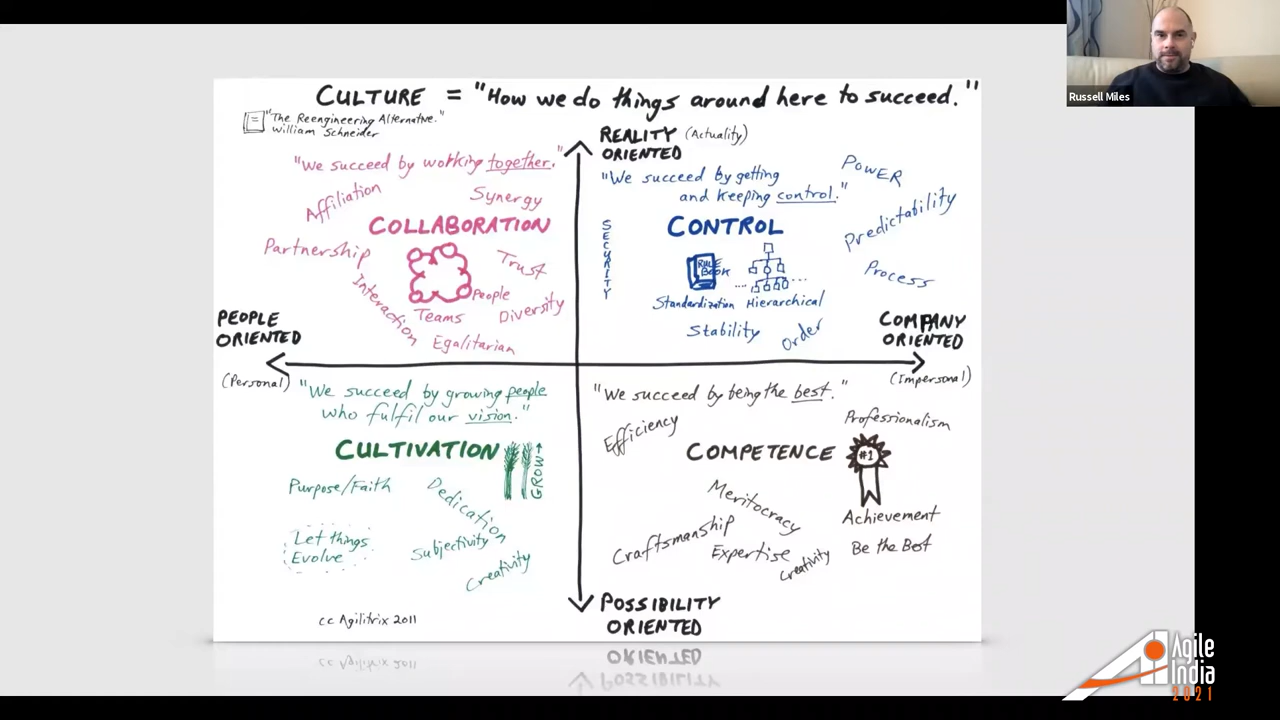 CULTURE = "How we do things around here to succeed."
"The Reengineering Alternative."
William Schneider
REALITY (Actuality)
ORIENTED
"We succeed by working together."
Affiliation
Synergy
COLLABORATION
Partnership
Trust
Interaction
People
Teams
Diversity
Egalitarian
"We succeed by getting
and keeping control."
POWER
SECURITY
CONTROL
Predictability
RULE
BOOK
Process
Standardization
Hierarchical
Stability
Order
PEOPLE
ORIENTED
(Personal)
COMPANY
ORIENTED
(Impersonal)
"We succeed by growing people
who fulfil our vision."
CULTIVATION
GROW
Purpose/Faith
Dedication
Let things
Evolve
Subjectivity
Creativity
"We succeed by being the best."
Efficiency
Professionalism
COMPETENCE
#1
Meritocracy
Craftsmanship
Achievement
Expertise
Be the Best
Creativity
POSSIBILITY
ORIENTED
cc Agilitrix 2011
Russell Miles
Agile
India
2021